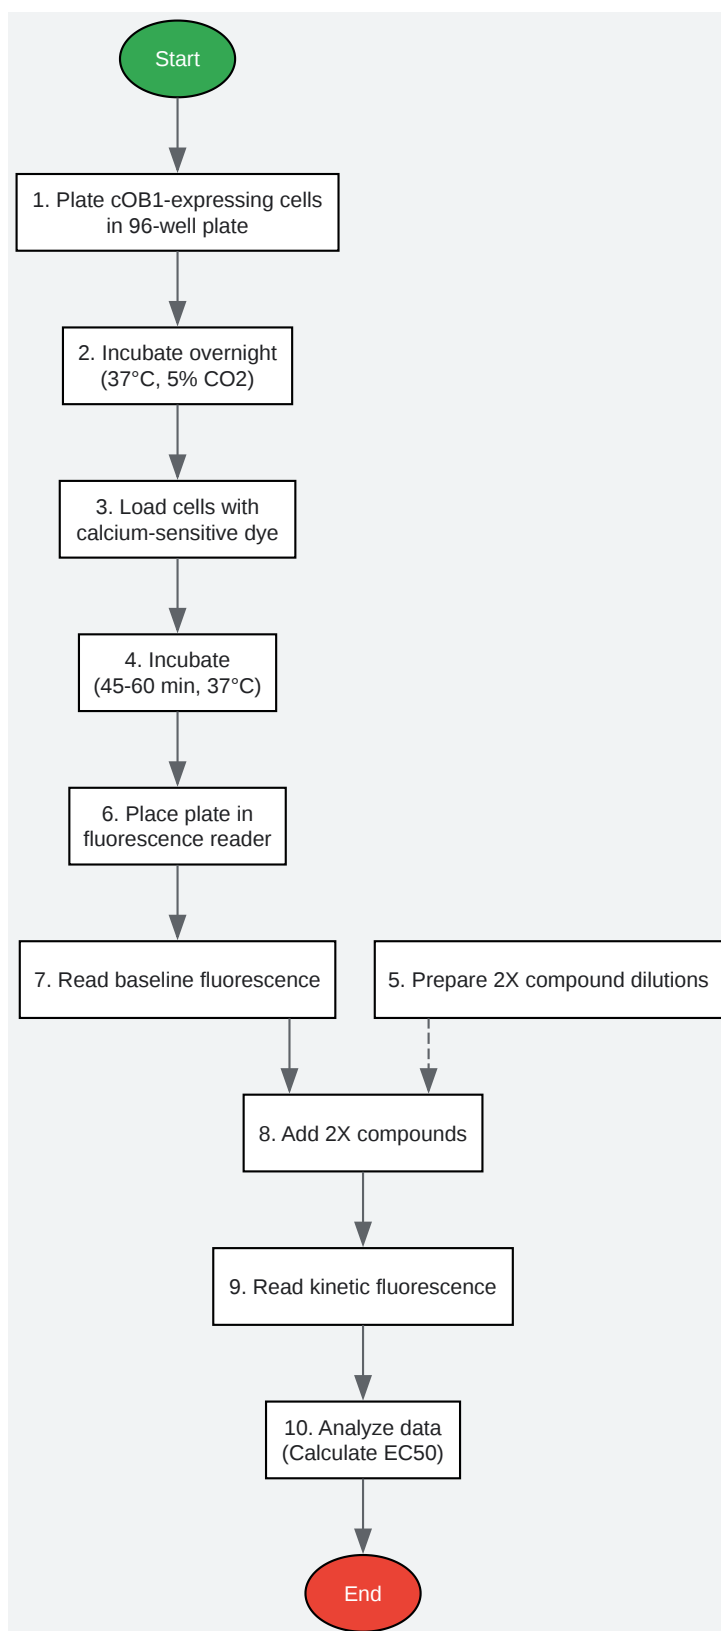 Start
1. Plate cOB1-expressing cells
in 96-well plate
2. Incubate overnight
(37°C, 5% CO2)
3. Load cells with
calcium-sensitive dye
4. Incubate
(45-60 min, 37°C)
6. Place plate in
fluorescence reader
7. Read baseline fluorescence
5. Prepare 2X compound dilutions
8. Add 2X compounds
9. Read kinetic fluorescence
10. Analyze data
(Calculate EC50)
End